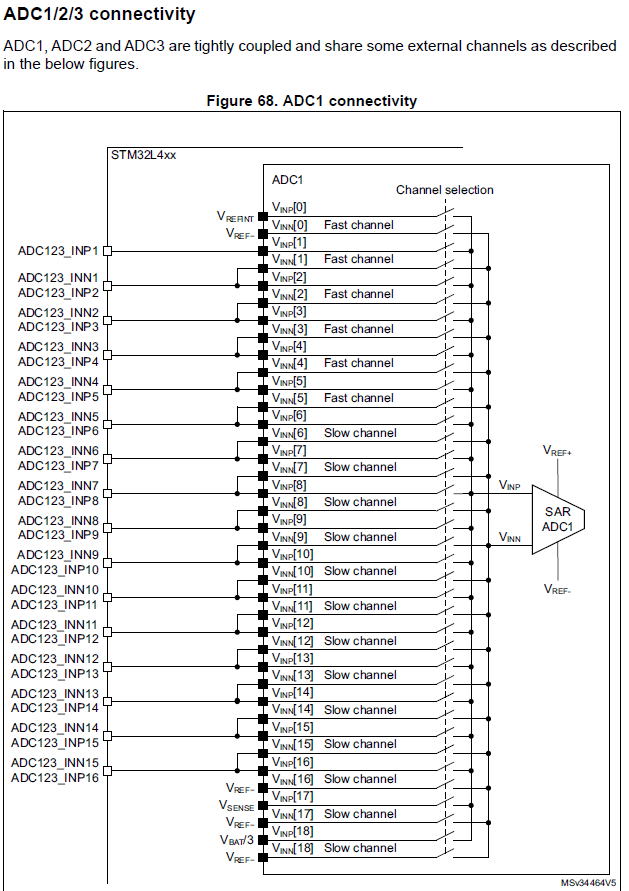 ADC1/2/3 connectivity
ADC1, ADC2 and ADC3 are tightly coupled and share some external channels as described
in the below figures.
Figure 68. ADC1 connectivity
STM32L4xx
ADC1
Channel selection
VREFINT
VINP[0]
VREF-
VINN[0] Fast channel
ADC123_INP1
VINP[1]
VINN[1] Fast channel
ADC123_INN1
ADC123_INP2
VINP[2]
VINN[2] Fast channel
ADC123_INN2
ADC123_INP3
VINP[3]
VINN[3] Fast channel
ADC123_INN3
ADC123_INP4
VINP[4]
VINN[4] Fast channel
ADC123_INN4
ADC123_INP5
VINP[5]
VINN[5] Fast channel
ADC123_INN5
ADC123_INP6
VINP[6]
VINN[6] Slow channel
ADC123_INN6
ADC123_INP7
VINP[7]
VINN[7] Slow channel
ADC123_INN7
ADC123_INP8
VINP[8]
VINN[8] Slow channel
ADC123_INN8
ADC123_INP9
VINP[9]
VINN[9] Slow channel
ADC123_INN9
ADC123_INP10
VINP[10]
VINN[10] Slow channel
ADC123_INN10
ADC123_INP11
VINP[11]
VINN[11] Slow channel
ADC123_INN11
ADC123_INP12
VINP[12]
VINN[12] Slow channel
ADC123_INN12
ADC123_INP13
VINP[13]
VINN[13] Slow channel
ADC123_INN13
ADC123_INP14
VINP[14]
VINN[14] Slow channel
ADC123_INN14
ADC123_INP15
VINP[15]
VINN[15] Slow channel
ADC123_INN15
ADC123_INP16
VINP[16]
VREF-
VINN[16] Slow channel
VSENSE
VINP[17]
VREF-
VINN[17] Slow channel
VBAT/3
VINP[18]
VREF-
VINN[18] Slow channel
VREF+
VINP
SAR
ADC1
VINN
VREF-
MSv34464V5